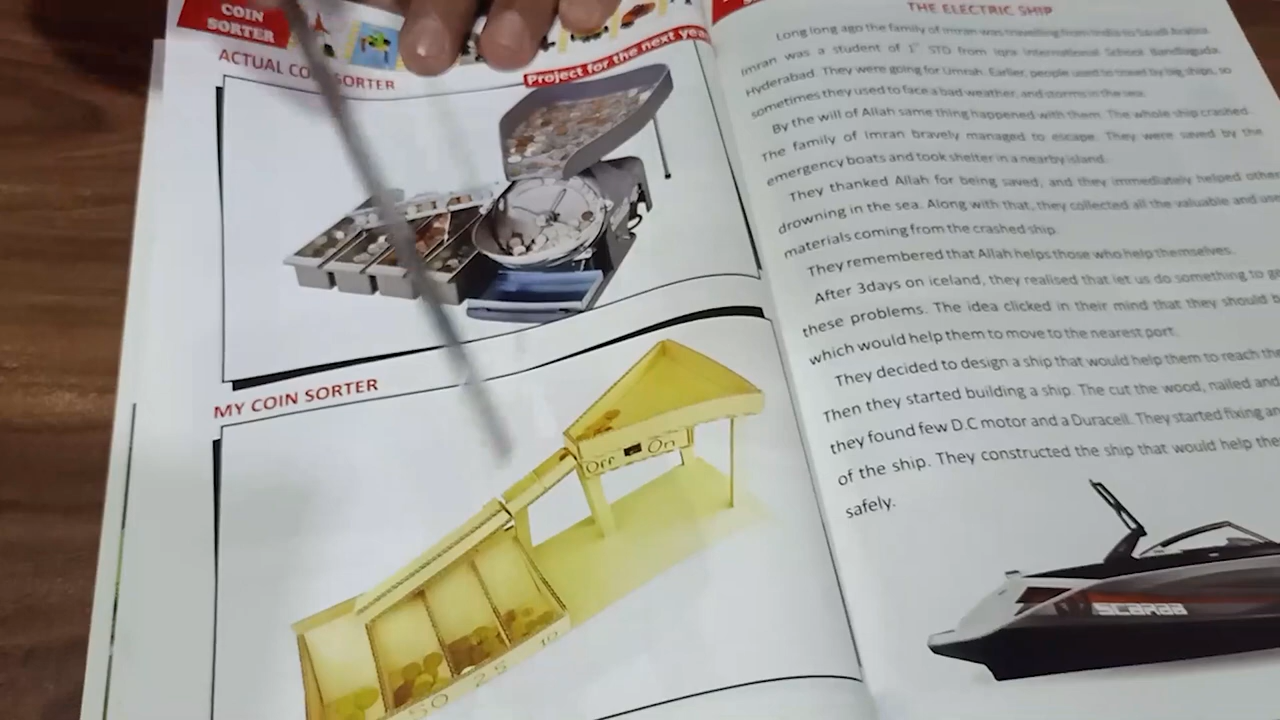 COIN
SORTER
ACTUAL SORTER
Project for the next year
MY COIN SORTER
Off On
50 25 10
THE ELECTRIC SHIP
Long long ago the family of Imran was travelling from India to Saudi Arabia.
Imran was a student of 1st STD from Iqra International School Bandlaguda,
Hyderabad. They were going for Umrah. Earlier, people used to travel by big ships, so
sometimes they used to face a bad weather, and storms in the sea.
By the will of Allah same thing happened with them. The whole ship crashed.
The family of Imran bravely managed to escape. They were saved by the
emergency boats and took shelter in a nearby island.
They thanked Allah for being saved, and they immediately helped other
drowning in the sea. Along with that, they collected all the valuable and
materials coming from the crashed ship.
They remembered that Allah helps those who help themselves.
After 3days on iceland, they realised that let us do something to
these problems. The idea clicked in their mind that they should
which would help them to move to the nearest port.
They decided to design a ship that would help them to reach the
Then they started building a ship. The cut the wood, nailed and
they found few D.C motor and a Duracell. They started fixing
of the ship. They constructed the ship that would help
safely.
SCARAB